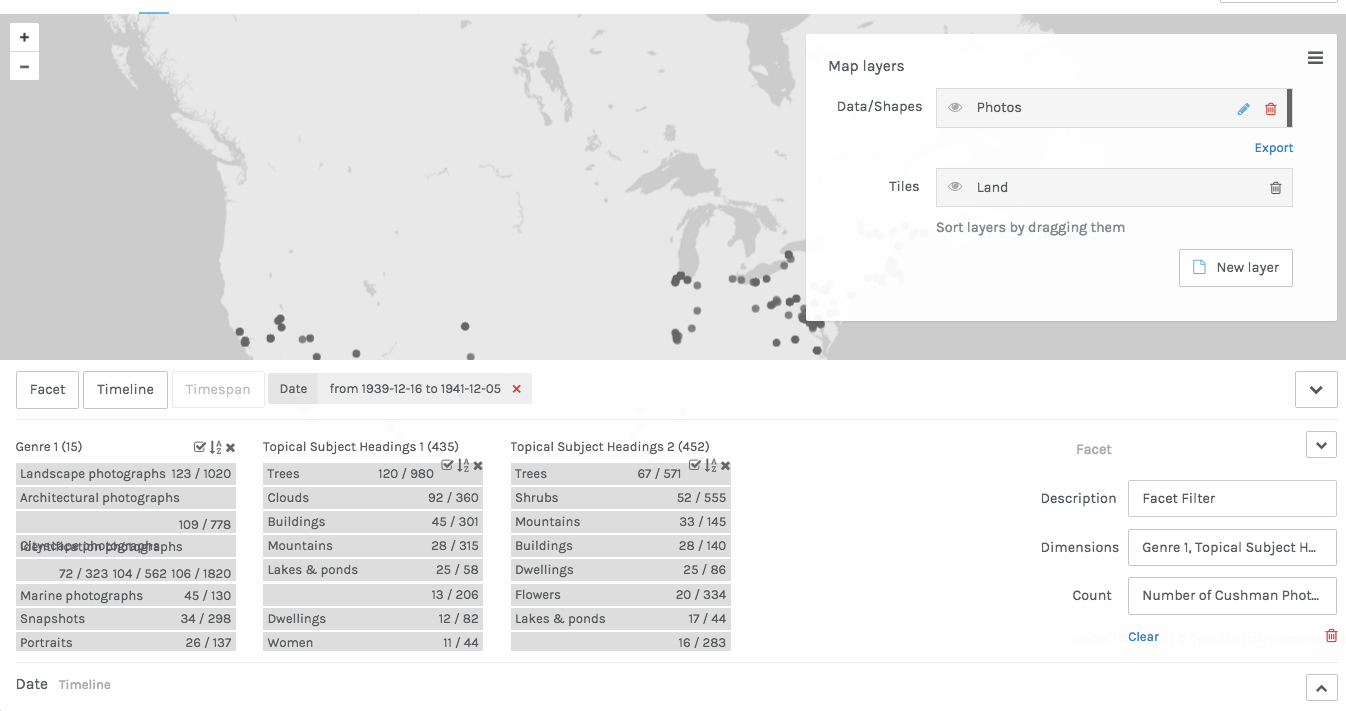 +
−
Map layers
Data/Shapes
Photos
Export
Tiles
Land
Sort layers by dragging them
New layer
Facet
Timeline
Timespan
Date from 1939-12-16 to 1941-12-05
Genre 1 (15)
Landscape photographs 123 / 1020
Architectural photographs
109 / 778
Cityscape photographs
Identification photographs
72 / 323 104 / 562 106 / 1820
Marine photographs 45 / 130
Snapshots 34 / 298
Portraits 26 / 137
Topical Subject Headings 1 (435)
Trees 120 / 980
Clouds 92 / 360
Buildings 45 / 301
Mountains 28 / 315
Lakes & ponds 25 / 58
13 / 206
Dwellings 12 / 82
Women 11 / 44
Topical Subject Headings 2 (452)
Trees 67 / 571
Shrubs 52 / 555
Mountains 33 / 145
Buildings 28 / 140
Dwellings 25 / 86
Flowers 20 / 334
Lakes & ponds 17 / 44
16 / 283
Facet
Description Facet Filter
Dimensions Genre 1, Topical Subject H...
Count Number of Cushman Phot...
Clear
Date Timeline